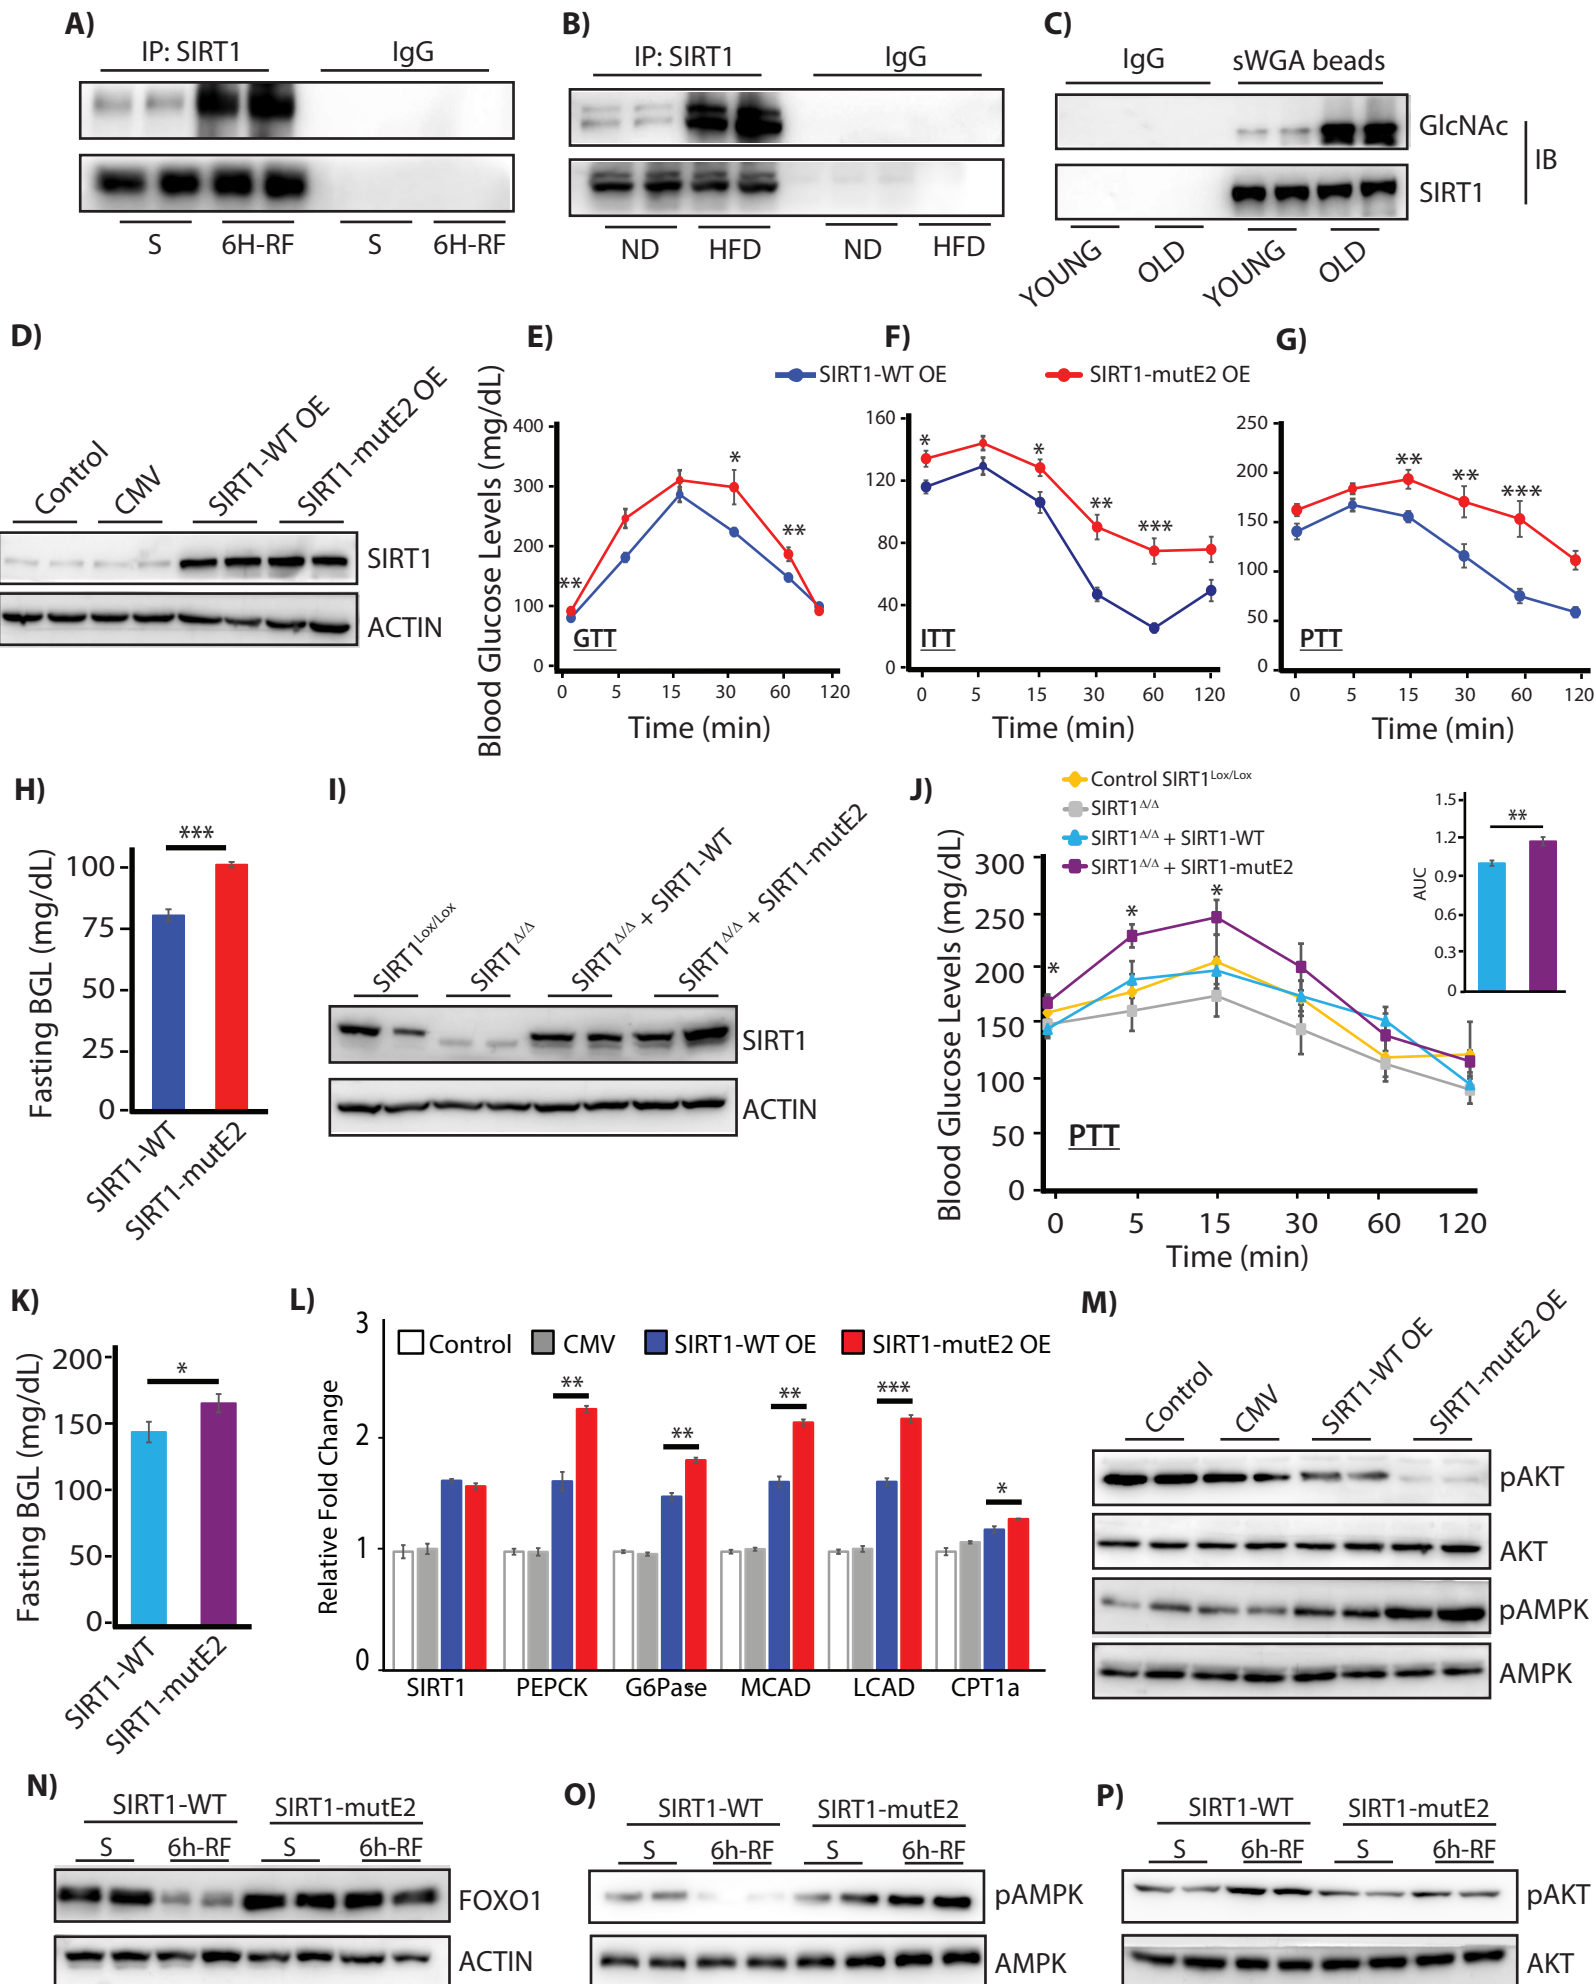 A)
IP: SIRT1 IgG
S 6H-RF S 6H-RF
B)
IP: SIRT1 IgG
ND HFD ND HFD
C)
IgG sWGA beads
GlcNAc
SIRT1
IB
YOUNG OLD YOUNG OLD
D)
Control CMV SIRT1-WT OE SIRT1-mutE2 OE
SIRT1
ACTIN
E)
F)
G)
SIRT1-WT OE SIRT1-mutE2 OE
Blood Glucose Levels (mg/dL)
400
300
200
100
0
** * **
GTT
0 5 15 30 60 120
Time (min)
160
120
80
40
0
* * ** ***
ITT
0 5 15 30 60 120
Time (min)
250
200
150
100
50
0
** ** ***
PTT
0 5 15 30 60 120
Time (min)
H)
Fasting BGL (mg/dL)
100
75
50
25
0
***
SIRT1-WT
SIRT1-mutE2
I)
SIRT1Lox/Lox SIRT1Δ/Δ SIRT1Δ/Δ + SIRT1-WT SIRT1Δ/Δ + SIRT1-mutE2
SIRT1
ACTIN
J)
Control SIRT1Lox/Lox
SIRT1Δ/Δ
SIRT1Δ/Δ + SIRT1-WT
SIRT1Δ/Δ + SIRT1-mutE2
Blood Glucose Levels (mg/dL)
300
250
200
150
100
50
0
* * *
PTT
0 5 15 30 60 120
Time (min)
AUC
1.5
1.2
0.9
0.6
0.3
0
**
K)
Fasting BGL (mg/dL)
200
150
100
50
0
*
SIRT1-WT
SIRT1-mutE2
L)
Relative Fold Change
3
2
1
0
Control CMV SIRT1-WT OE SIRT1-mutE2 OE
** ** ** *** *
SIRT1 PEPCK G6Pase MCAD LCAD CPT1a
M)
Control CMV SIRT1-WT OE SIRT1-mutE2 OE
pAKT
AKT
pAMPK
AMPK
N)
SIRT1-WT SIRT1-mutE2
S 6h-RF S 6h-RF
FOXO1
ACTIN
O)
SIRT1-WT SIRT1-mutE2
S 6h-RF S 6h-RF
pAMPK
AMPK
P)
SIRT1-WT SIRT1-mutE2
S 6h-RF S 6h-RF
pAKT
AKT